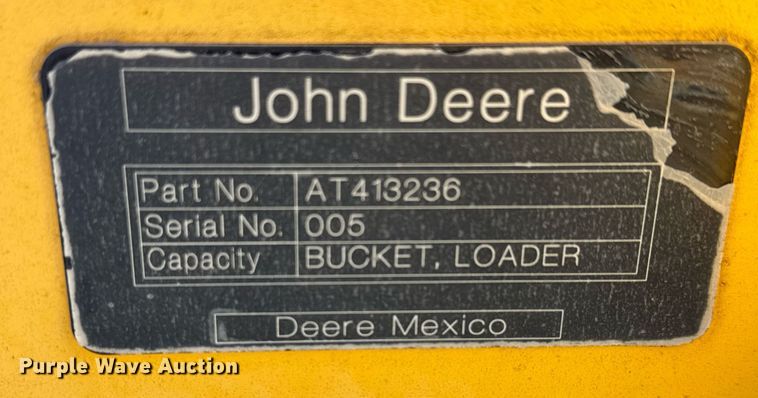 John Deere
Part No. AT413236
Serial No. 005
Capacity BUCKET, LOADER
Deere Mexico
Purple Wave Auction